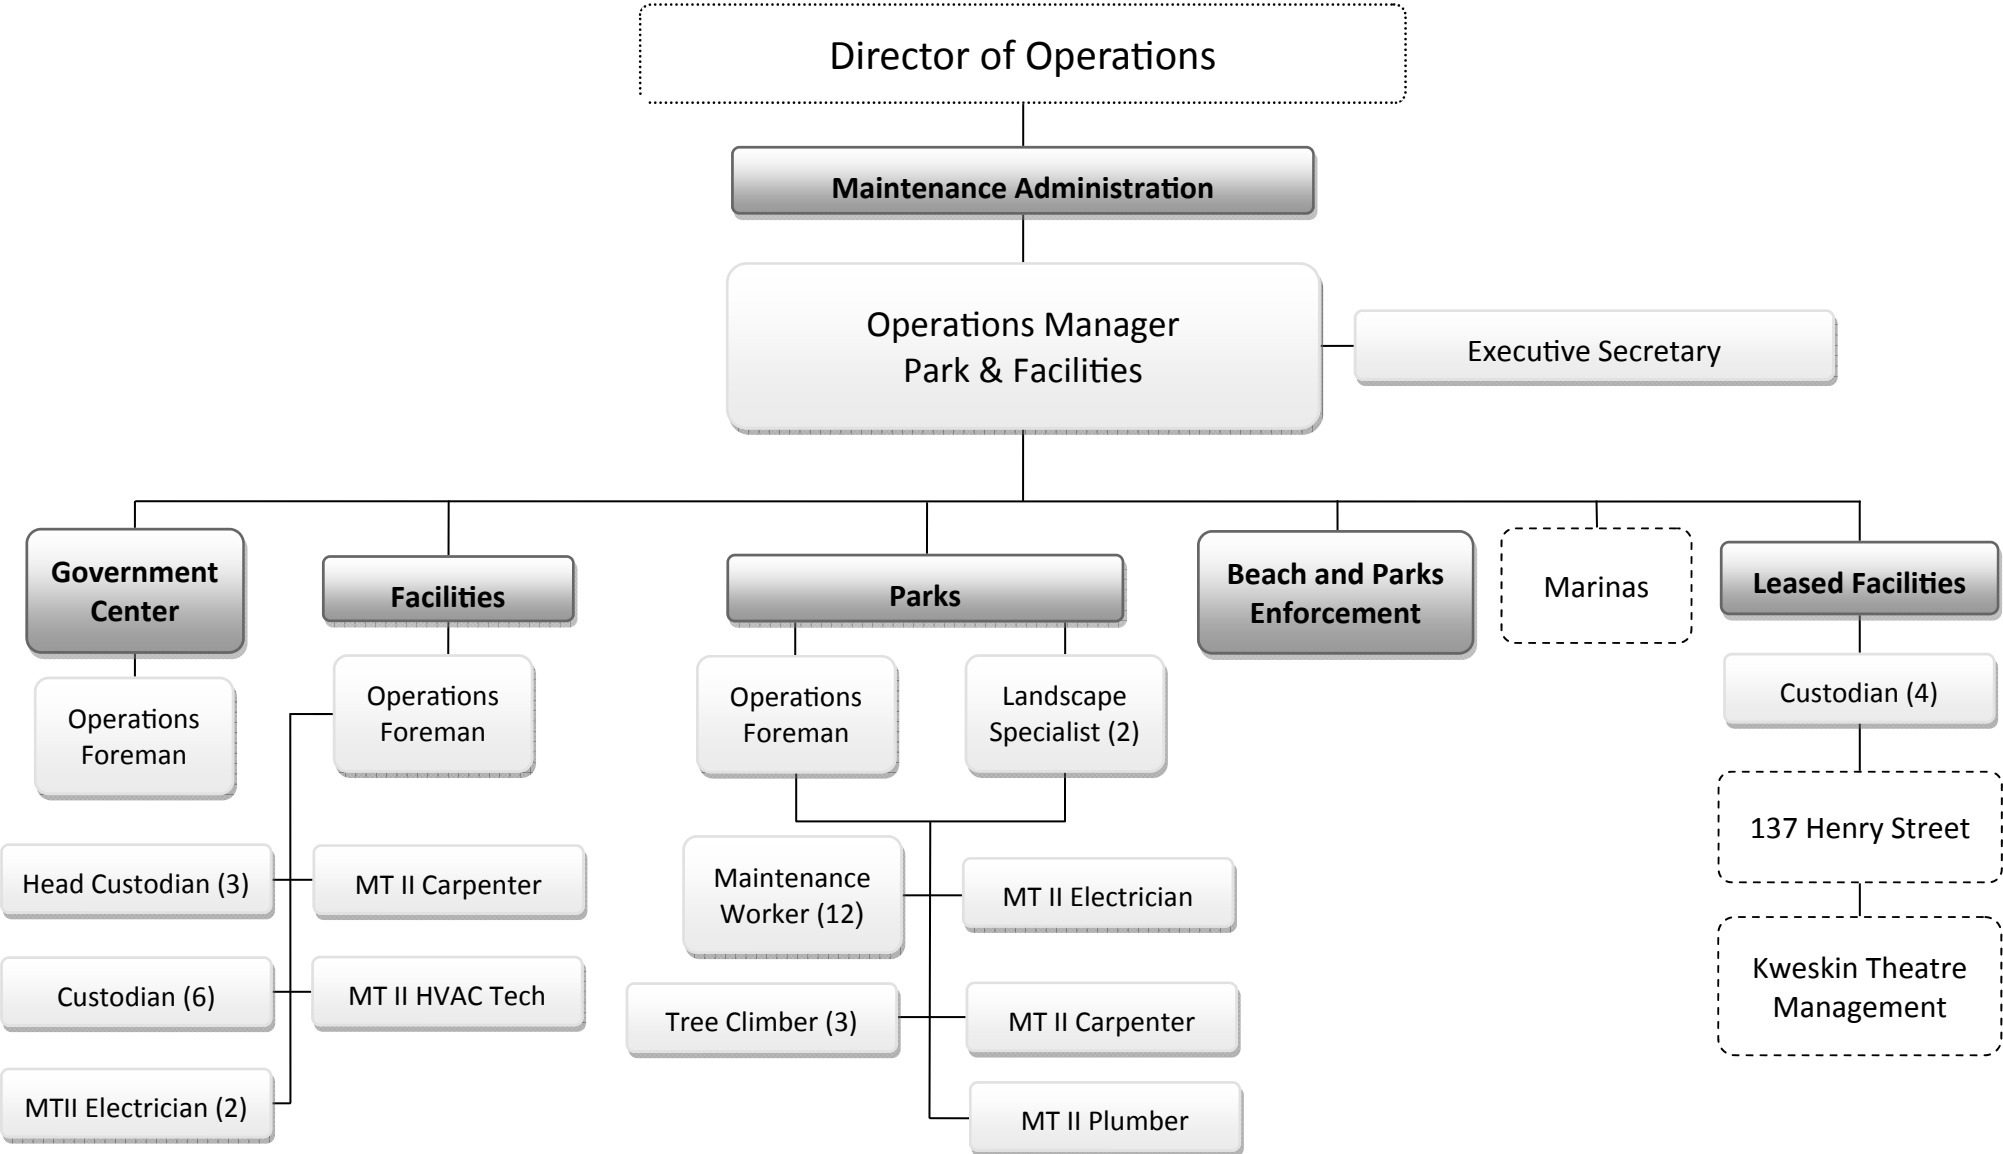 Director of Operations
Maintenance Administration
Operations Manager
Park & Facilities
Executive Secretary
Government
Center
Facilities
Parks
Beach and Parks
Enforcement
Marinas
Leased Facilities
Operations
Foreman
Operations
Foreman
Operations
Foreman
Landscape
Specialist (2)
Custodian (4)
137 Henry Street
Kweskin Theatre
Management
Head Custodian (3)
MT II Carpenter
Custodian (6)
MT II HVAC Tech
MTII Electrician (2)
Maintenance
Worker (12)
MT II Electrician
Tree Climber (3)
MT II Carpenter
MT II Plumber